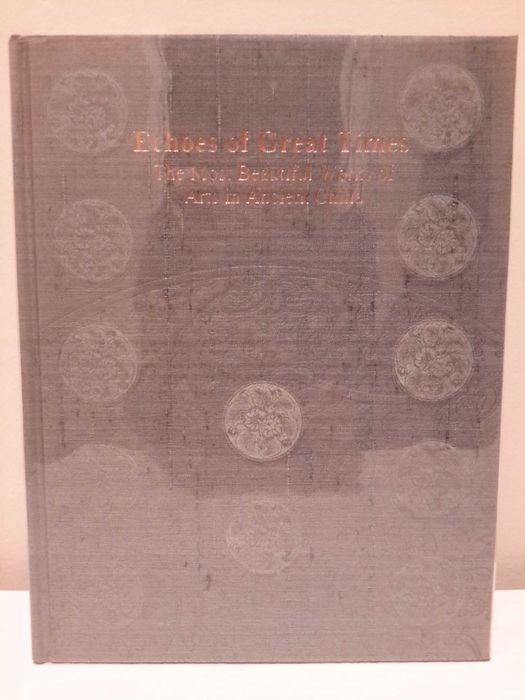 Echoes of Great Times
The Most Beautiful Works of
Arts in Ancient China